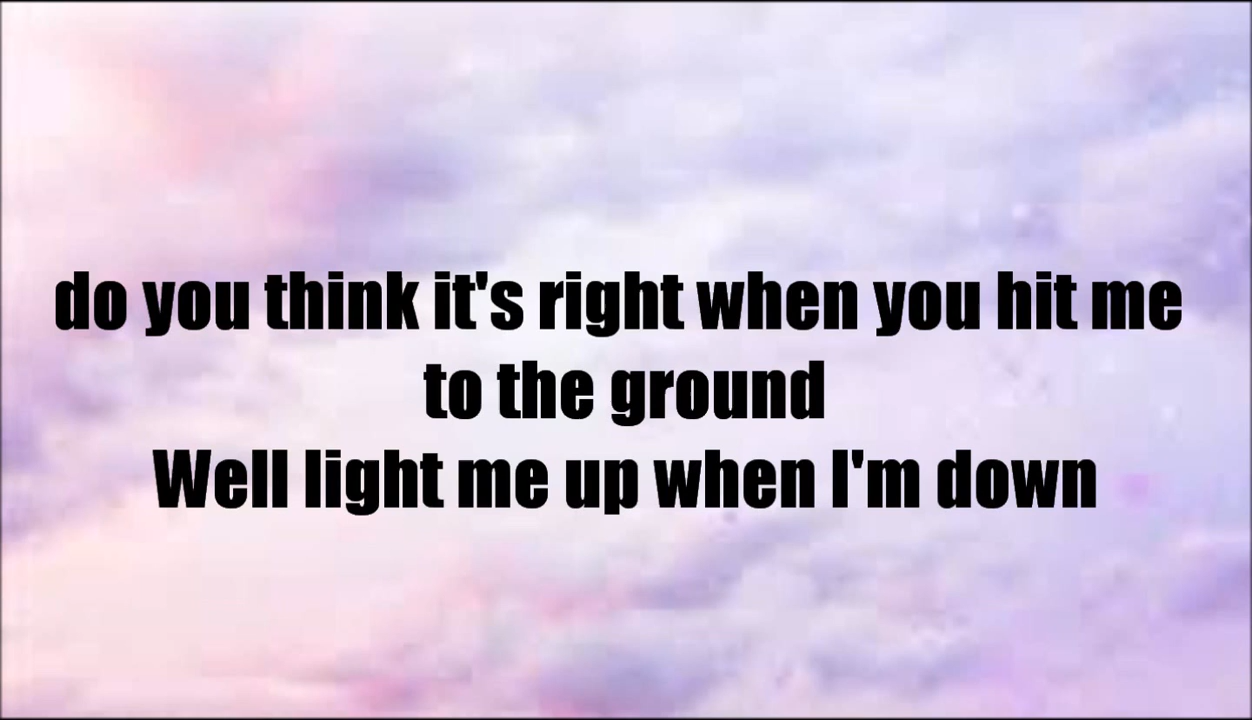 do you think it's right when you hit me
to the ground
Well light me up when I'm down